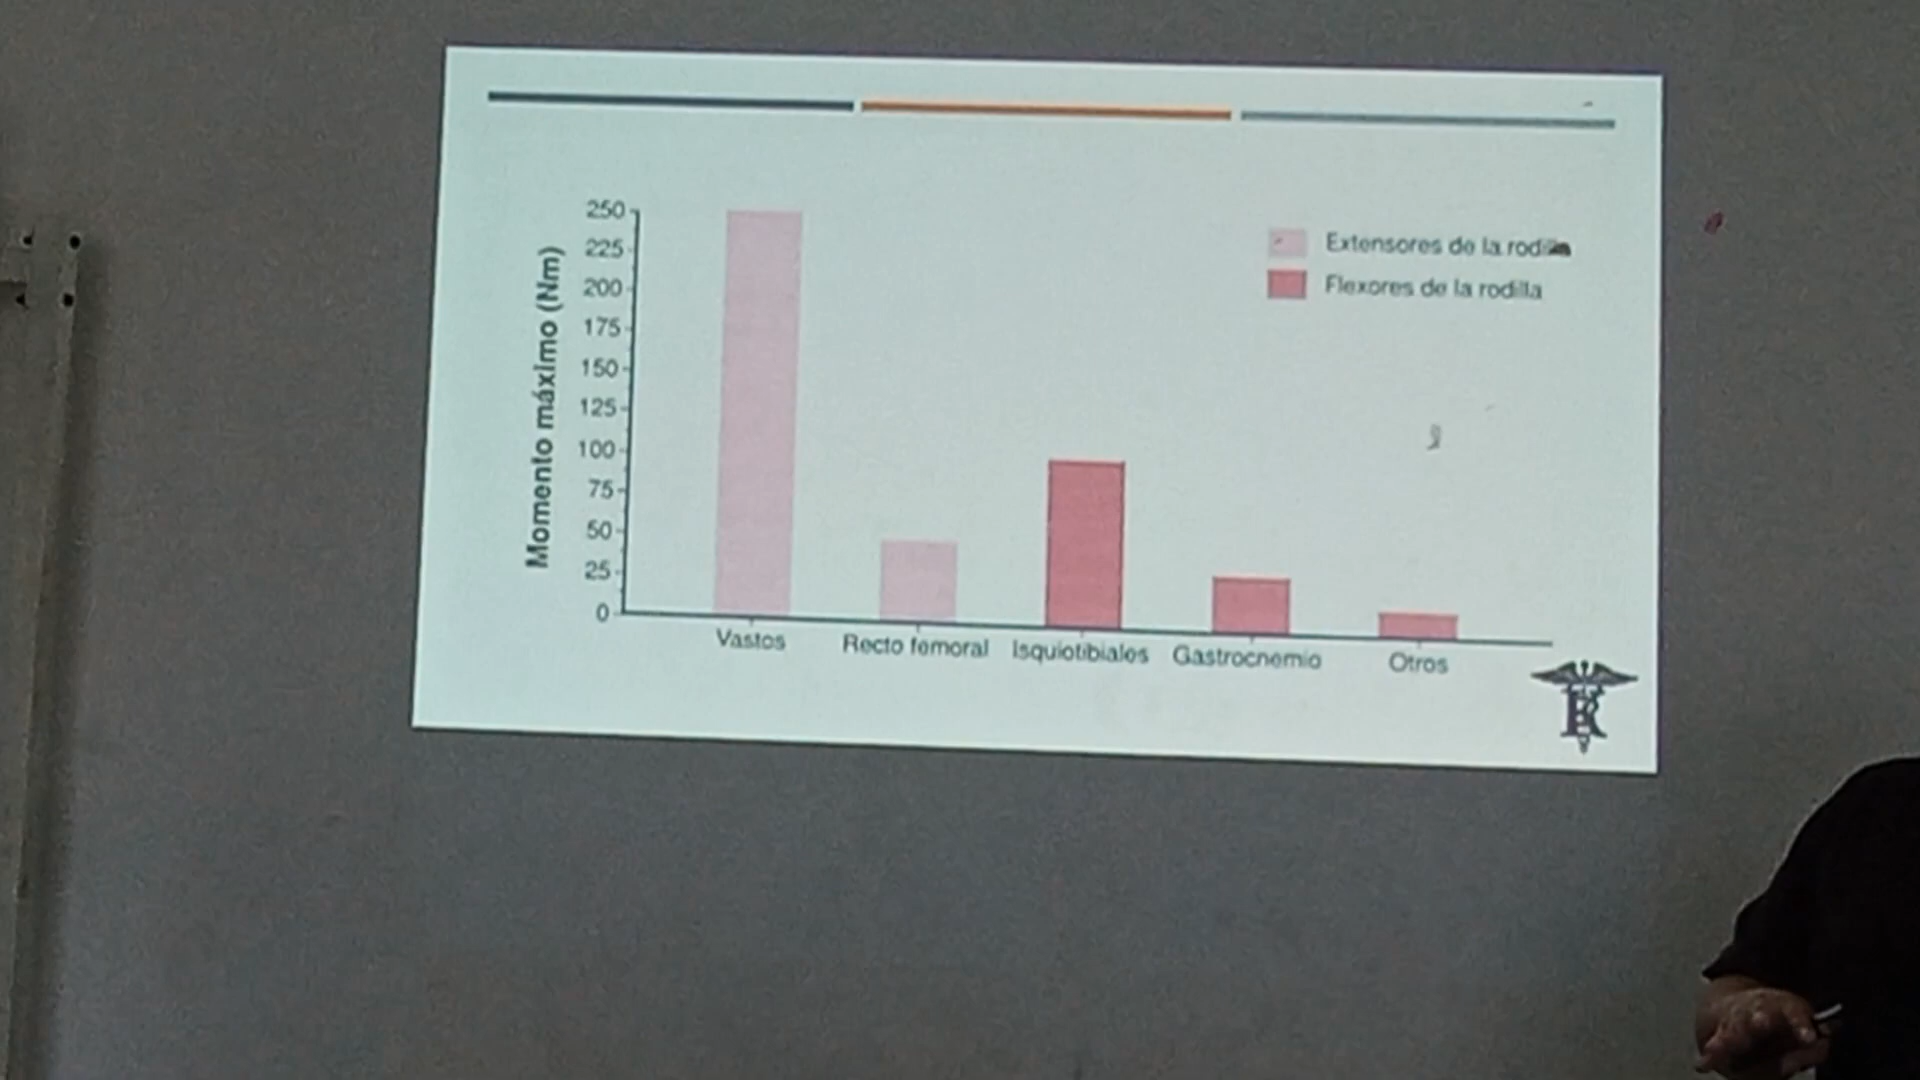 250
225
200
175
150
125
100
75
50
25
0
Momento máximo (Nm)
Extensores de la rodilla
Flexores de la rodilla
Vastos
Recto femoral
Isquiotibiales
Gastrocnemio
Otros